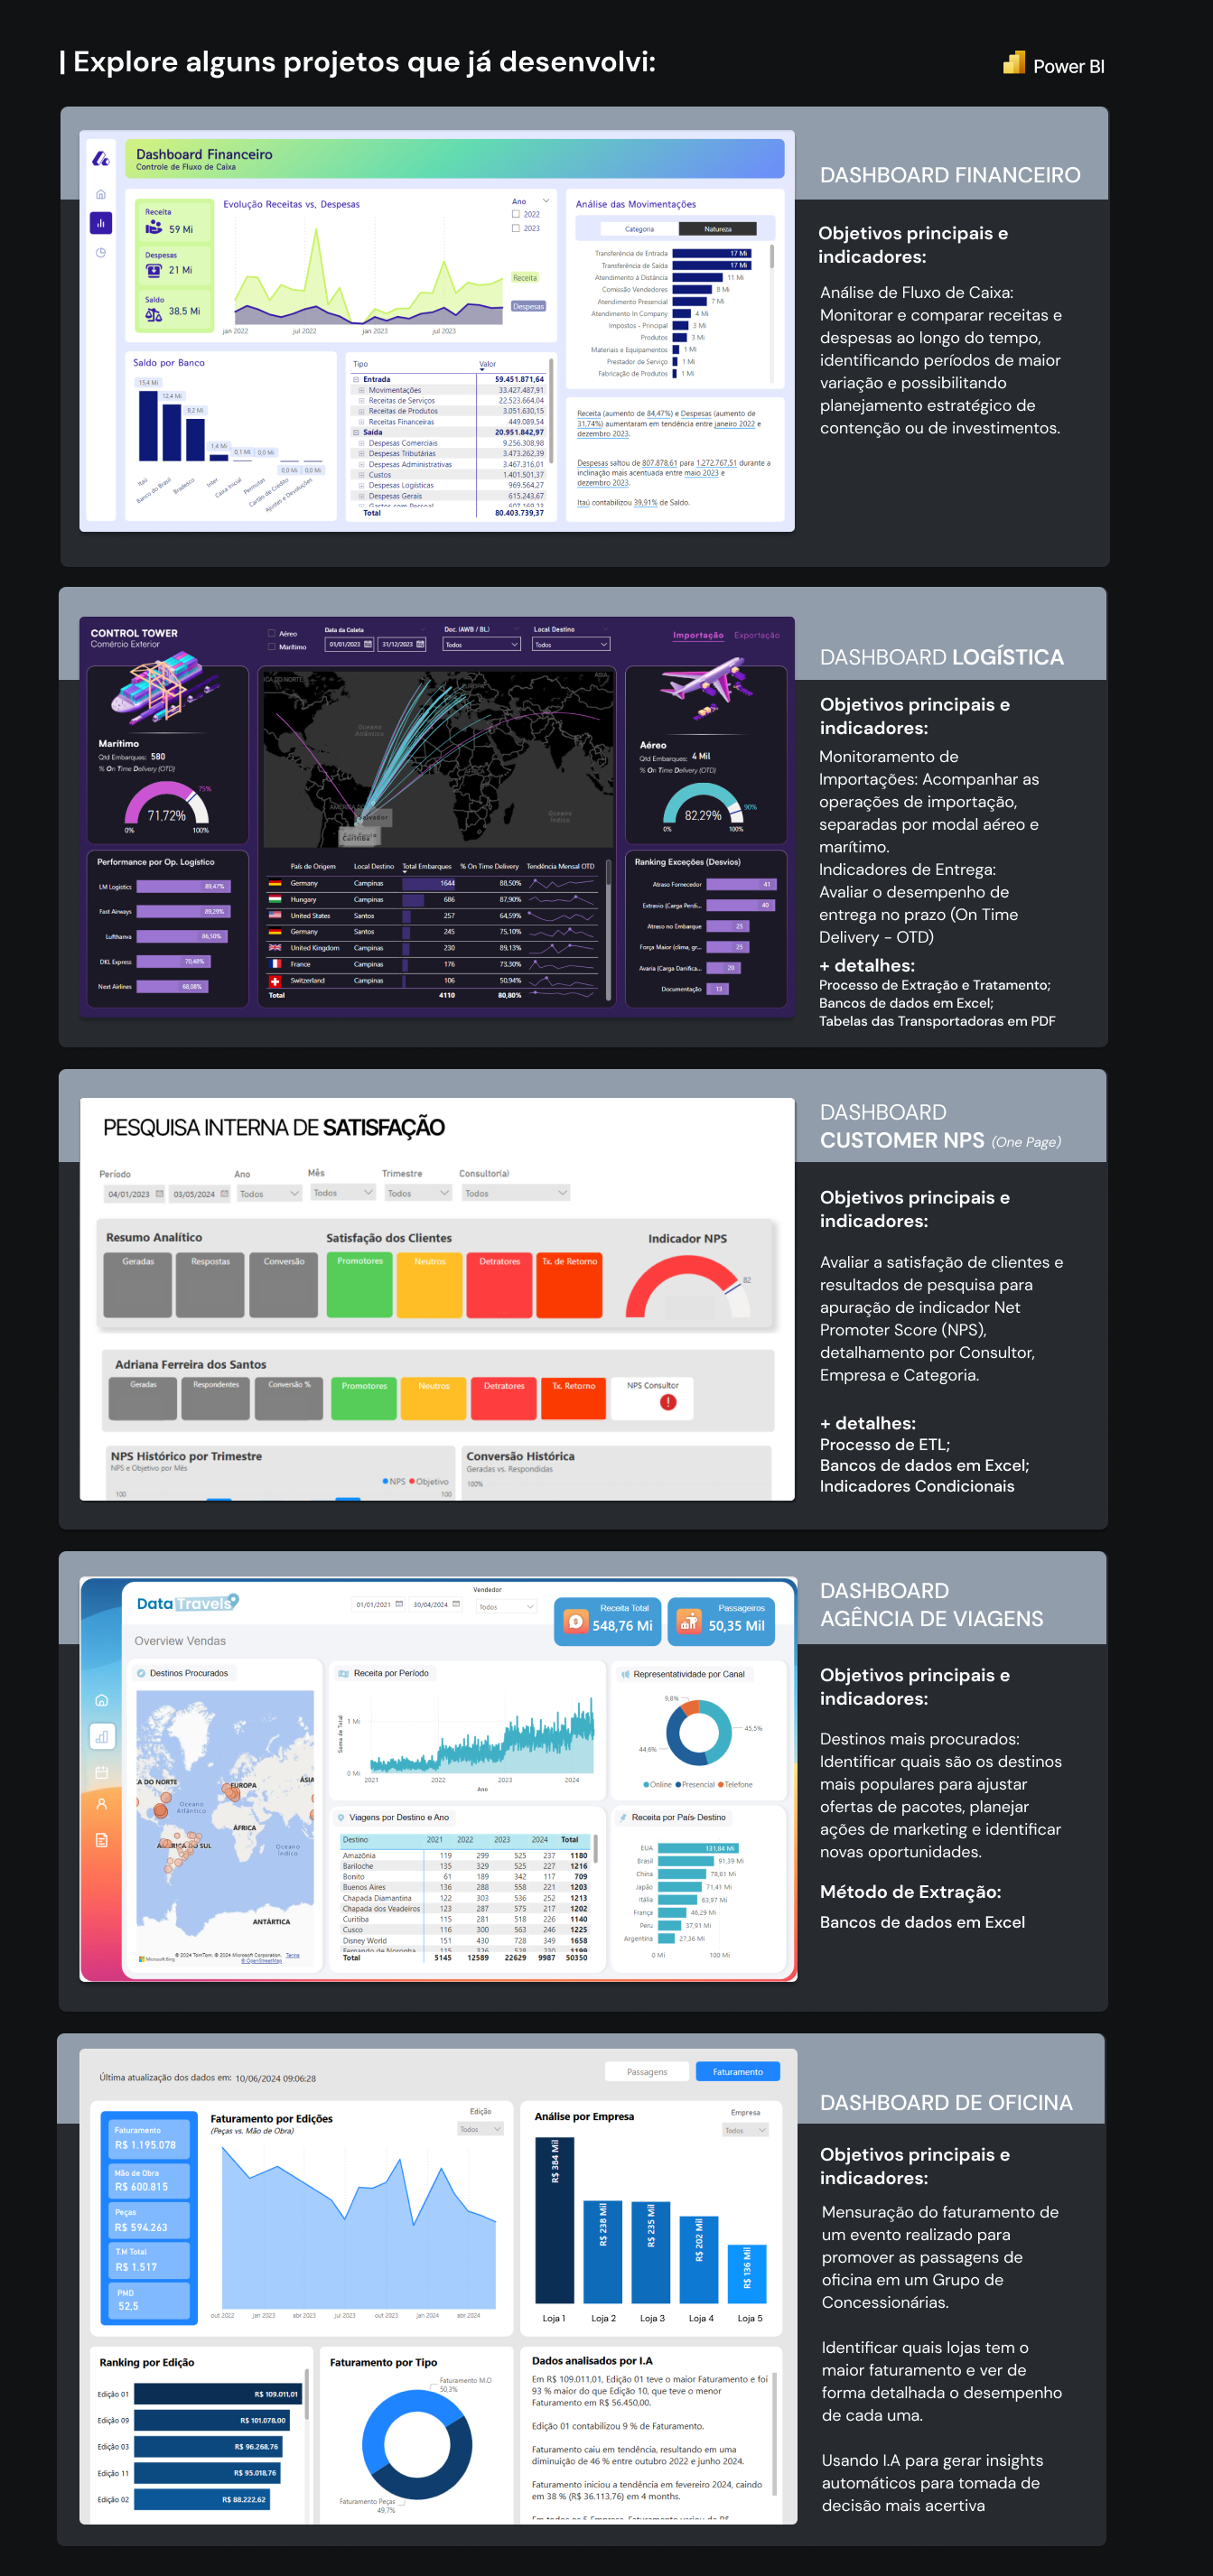 | Explore alguns projetos que já desenvolvi:
Power BI
Dashboard Financeiro
Controle de Fluxo de Caixa
Receita
59 Mi
Despesas
21 Mi
Saldo
38.5 Mi
Evolução Receitas vs, Despesas
Ano
2022
2023
Receita
Despesas
jan 2022 jul 2022 jan 2023 jul 2023
Análise das Movimentações
Categoria Natureza
Transferência de Entrada 17 Mi
Transferência de Saída 17 Mi
Atendimento à Distância 11 Mi
Comissão Vendedores 8 Mi
Atendimento Presencial 7 Mi
Atendimento In Company 4 Mi
Impostos - Principal 3 Mi
Produtos 3 Mi
Materiais e Equipamentos 1 Mi
Prestador de Serviço 1 Mi
Fabricação de Produtos 1 Mi
Saldo por Banco
15,4 Mi
12,4 Mi
9,2 Mi
1,4 Mi
0,1 Mi 0,0 Mi
0,0 Mi 0,0 Mi
Itaú
Banco do Brasil
Bradesco
Inter
Caixa Inicial
Permutas
Cartão de Crédito
Ajustes e Devoluções
Tipo Valor
Entrada 59.451.871,64
Movimentações 33.427.487,91
Receitas de Serviços 22.523.664,04
Receitas de Produtos 3.051.630,15
Receitas Financeiras 449.089,54
Saída 20.951.842,97
Despesas Comerciais 9.256.308,98
Despesas Tributárias 3.473.262,39
Despesas Administrativas 3.467.316,01
Custos 1.401.501,37
Despesas Logísticas 969.564,27
Despesas Gerais 615.243,67
Gastos com Pessoal 607.169,23
Total 80.403.739,37
Receita (aumento de 84,47%) e Despesas (aumento de
31,74%) aumentaram em tendência entre janeiro 2022 e
dezembro 2023.
Despesas saltou de 807.878,61 para 1.272.767,51 durante a
inclinação mais acentuada entre maio 2023 e
dezembro 2023.
Itaú contabilizou 39,91% de Saldo.
DASHBOARD FINANCEIRO
Objetivos principais e
indicadores:
Análise de Fluxo de Caixa:
Monitorar e comparar receitas e
despesas ao longo do tempo,
identificando períodos de maior
variação e possibilitando
planejamento estratégico de
contenção ou de investimentos.
CONTROL TOWER
Comércio Exterior
Aéreo
Marítimo
Data da Coleta
01/01/2023 31/12/2023
Doc. (AWB / BL)
Todos
Local Destino
Todos
Importação Exportação
Marítimo
Qtd Embarques: 580
% On Time Delivery (OTD)
75%
71,72%
0% 100%
Oceano
Atlântico
Oceano
Índico
ÁSIA
Salvador
Curitiba
Aéreo
Qtd Embarques: 4 Mil
% On Time Delivery (OTD)
90%
82,29%
0% 100%
Performance por Op. Logístico
LM Logistics 89,47%
Fast Airways 89,29%
Lufthanva 86,50%
DKL Express 70,48%
Next Airlines 68,08%
País de Origem Local Destino Total Embarques % On Time Delivery Tendência Mensal OTD
Germany Campinas 1644 88,50%
Hungary Campinas 686 87,90%
United States Santos 257 64,59%
Germany Santos 245 75,10%
United Kingdom Campinas 230 89,13%
France Campinas 176 73,30%
Switzerland Campinas 106 50,94%
Total 4110 80,80%
Ranking Exceções (Desvios)
Atraso Fornecedor 41
Extravio (Carga Perdi... 40
Atraso no Embarque 25
Força Maior (clima, gr... 25
Avaria (Carga Danifica... 20
Documentação 13
DASHBOARD LOGÍSTICA
Objetivos principais e
indicadores:
Monitoramento de
Importações: Acompanhar as
operações de importação,
separadas por modal aéreo e
marítimo.
Indicadores de Entrega:
Avaliar o desempenho de
entrega no prazo (On Time
Delivery - OTD)
+ detalhes:
Processo de Extração e Tratamento;
Bancos de dados em Excel;
Tabelas das Transportadoras em PDF
PESQUISA INTERNA DE SATISFAÇÃO
Período Ano Mês Trimestre Consultor(a)
04/01/2023 03/05/2024 Todos Todos Todos Todos
Resumo Analítico Satisfação dos Clientes Indicador NPS
Geradas Respostas Conversão Promotores Neutros Detratores Tx. de Retorno
82
Adriana Ferreira dos Santos
Geradas Respondentes Conversão % Promotores Neutros Detratores Tx. Retorno NPS Consultor
NPS Histórico por Trimestre
NPS e Objetivo por Mês
NPS Objetivo
100 100
Conversão Histórica
Geradas vs. Respondidas
100%
DASHBOARD
CUSTOMER NPS (One Page)
Objetivos principais e
indicadores:
Avaliar a satisfação de clientes e
resultados de pesquisa para
apuração de indicador Net
Promoter Score (NPS),
detalhamento por Consultor,
Empresa e Categoria.
+ detalhes:
Processo de ETL;
Bancos de dados em Excel;
Indicadores Condicionais
Data Travels
01/01/2021 30/04/2024
Vendedor
Todos
Receita Total
548,76 Mi
Passageiros
50,35 Mil
Overview Vendas
Destinos Procurados
A DO NORTE
EUROPA
ÁSIA
Oceano
Atlântico
ÁFRICA
AMÉRICA DO SUL
Oceano
Índico
ANTÁRTICA
Microsoft Bing
© 2024 TomTom, © 2024 Microsoft Corporation, Terms
© OpenStreetMap
Receita por Período
Soma de Total
1 Mi
0 Mi
2021 2022 2023 2024
Ano
Representatividade por Canal
9,8%
45,5%
44,6%
Online Presencial Telefone
Viagens por Destino e Ano
Destino 2021 2022 2023 2024 Total
Amazônia 119 299 525 237 1180
Bariloche 135 329 525 227 1216
Bonito 61 189 342 117 709
Buenos Aires 136 288 558 221 1203
Chapada Diamantina 122 303 536 252 1213
Chapada dos Veadeiros 123 287 575 217 1202
Curitiba 115 281 518 226 1140
Cusco 116 300 563 246 1225
Disney World 151 430 728 349 1658
Fernando de Noronha 115 326 528 230 1199
Total 5145 12589 22629 9987 50350
Receita por País-Destino
EUA 131,84 Mi
Brasil 91,39 Mi
China 78,61 Mi
Japão 71,41 Mi
Itália 63,97 Mi
França 46,29 Mi
Peru 37,91 Mi
Argentina 27,36 Mi
0 Mi 100 Mi
DASHBOARD
AGÊNCIA DE VIAGENS
Objetivos principais e
indicadores:
Destinos mais procurados:
Identificar quais são os destinos
mais populares para ajustar
ofertas de pacotes, planejar
ações de marketing e identificar
novas oportunidades.
Método de Extração:
Bancos de dados em Excel
Última atualização dos dados em: 10/06/2024 09:06:28
Passagens Faturamento
Faturamento
R$ 1.195.078
Mão de Obra
R$ 600.815
Peças
R$ 594.263
T.M Total
R$ 1.517
PMD
52,5
Faturamento por Edições
(Peças vs. Mão de Obra)
Edição
Todos
out 2022 jan 2023 abr 2023 jul 2023 out 2023 jan 2024 abr 2024
Análise por Empresa
Empresa
Todos
R$ 384 Mil
R$ 238 Mil
R$ 235 Mil
R$ 202 Mil
R$ 136 Mil
Loja 1 Loja 2 Loja 3 Loja 4 Loja 5
Ranking por Edição
Edição 01 R$ 109.011,01
Edição 09 R$ 101.078,00
Edição 03 R$ 96.268,76
Edição 11 R$ 95.018,76
Edição 02 R$ 88.222,62
Faturamento por Tipo
Faturamento M.O
50,3%
Faturamento Peças
49,7%
Dados analisados por I.A
Em R$ 109.011,01, Edição 01 teve o maior Faturamento e foi
93 % maior do que Edição 10, que teve o menor
Faturamento em R$ 56.450,00.
Edição 01 contabilizou 9 % de Faturamento.
Faturamento caiu em tendência, resultando em uma
diminuição de 46 % entre outubro 2022 e junho 2024.
Faturamento iniciou a tendência em fevereiro 2024, caindo
em 38 % (R$ 36.113,76) em 4 months.
Em todos os 5 Empresa, Faturamento variou de R$
DASHBOARD DE OFICINA
Objetivos principais e
indicadores:
Mensuração do faturamento de
um evento realizado para
promover as passagens de
oficina em um Grupo de
Concessionárias.
Identificar quais lojas tem o
maior faturamento e ver de
forma detalhada o desempenho
de cada uma.
Usando I.A para gerar insights
automáticos para tomada de
decisão mais acertiva